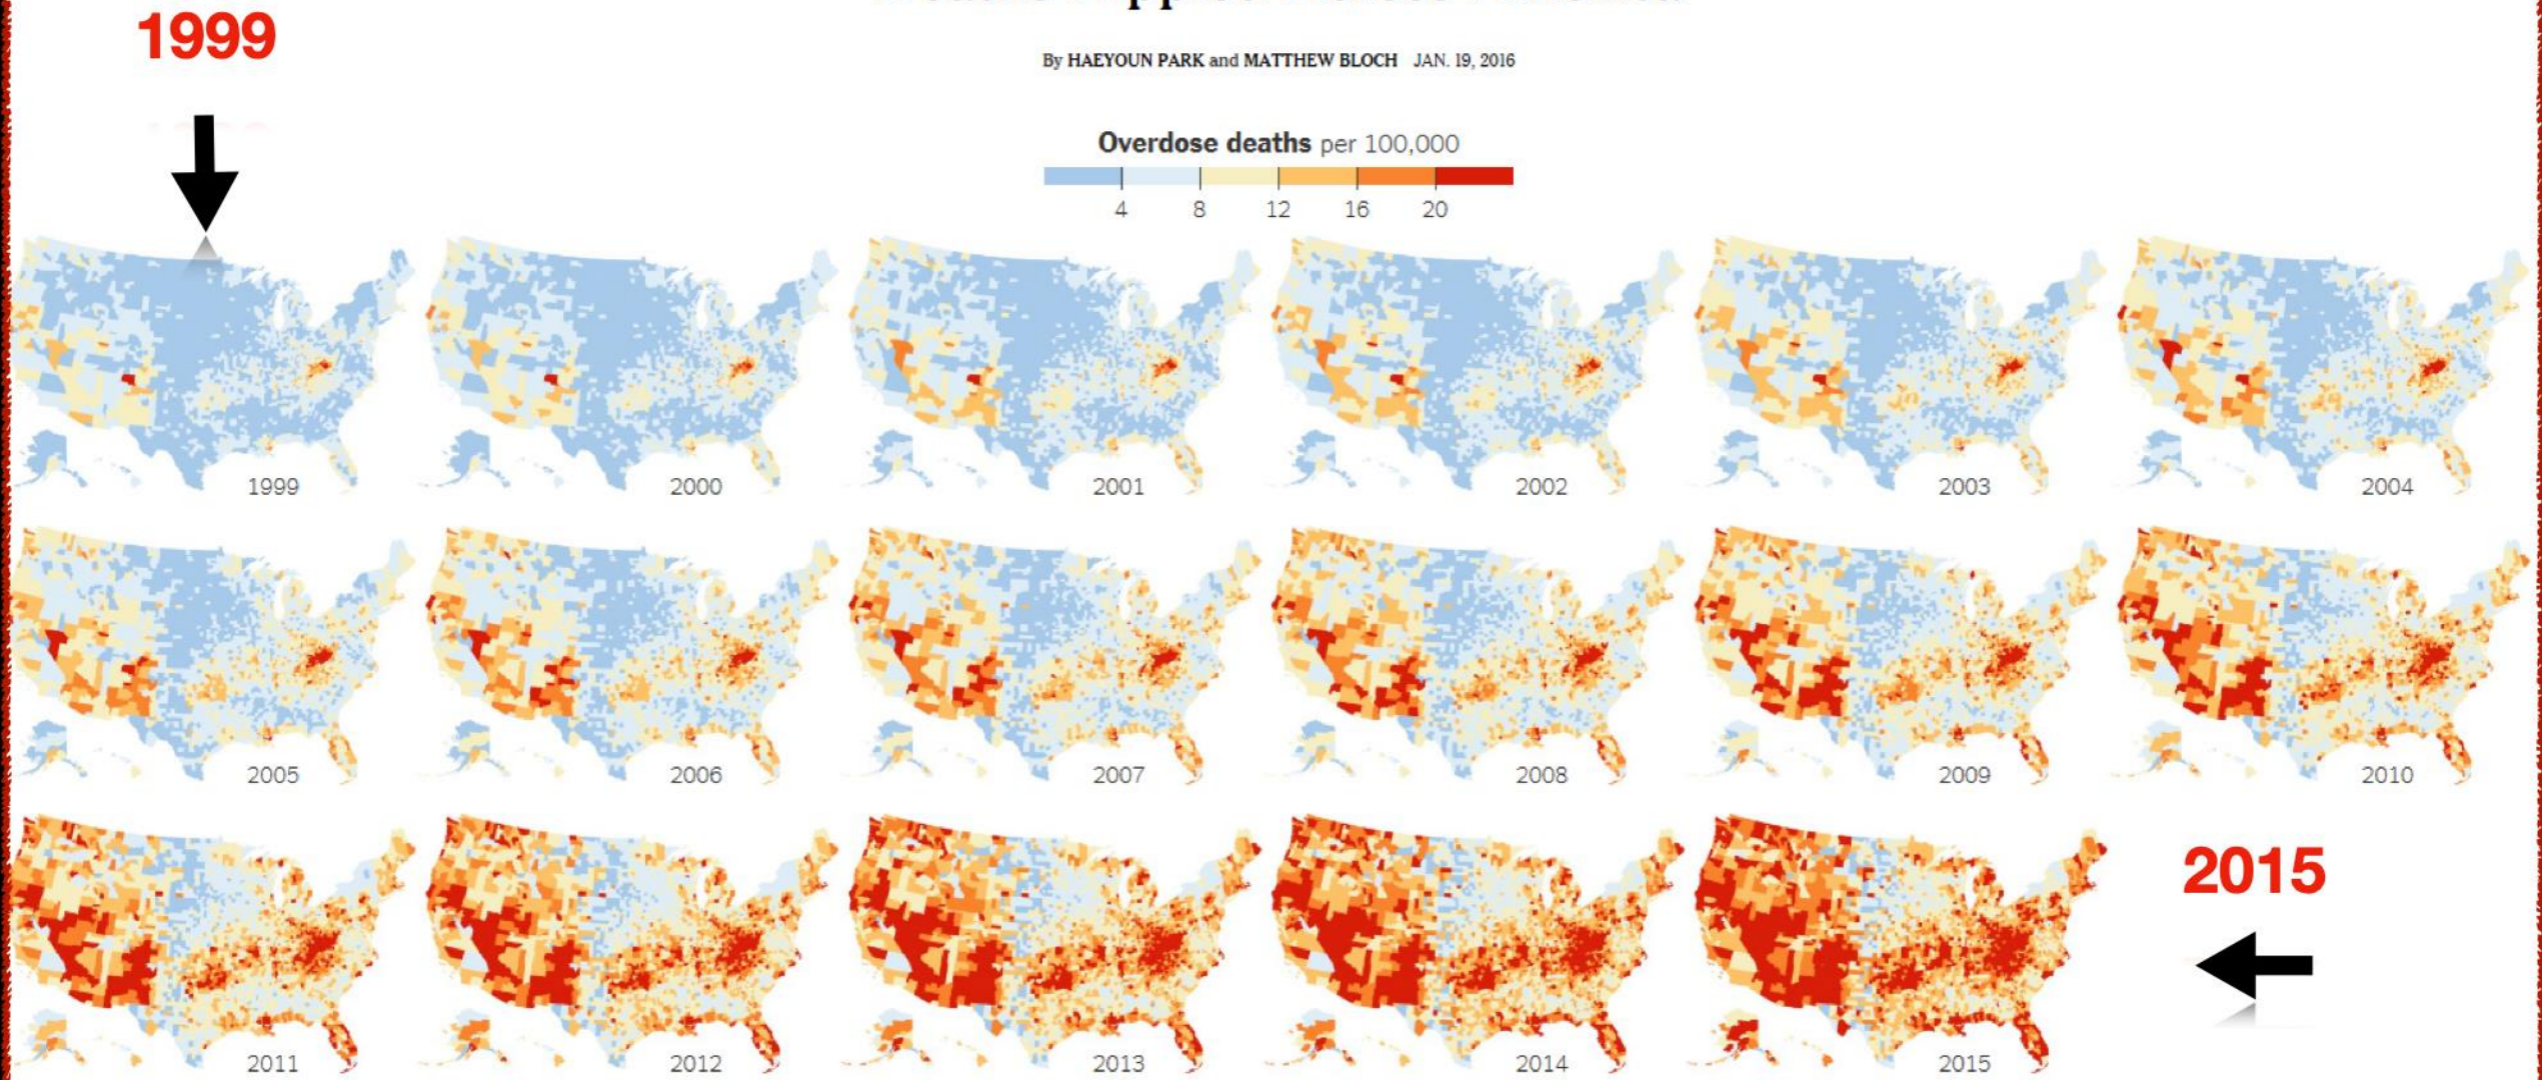 1999
By HAEYOUN PARK and MATTHEW BLOCH JAN. 19, 2016
Overdose deaths per 100,000
4 8 12 16 20
1999 2000 2001 2002 2003 2004
2005 2006 2007 2008 2009 2010
2015
2011 2012 2013 2014 2015